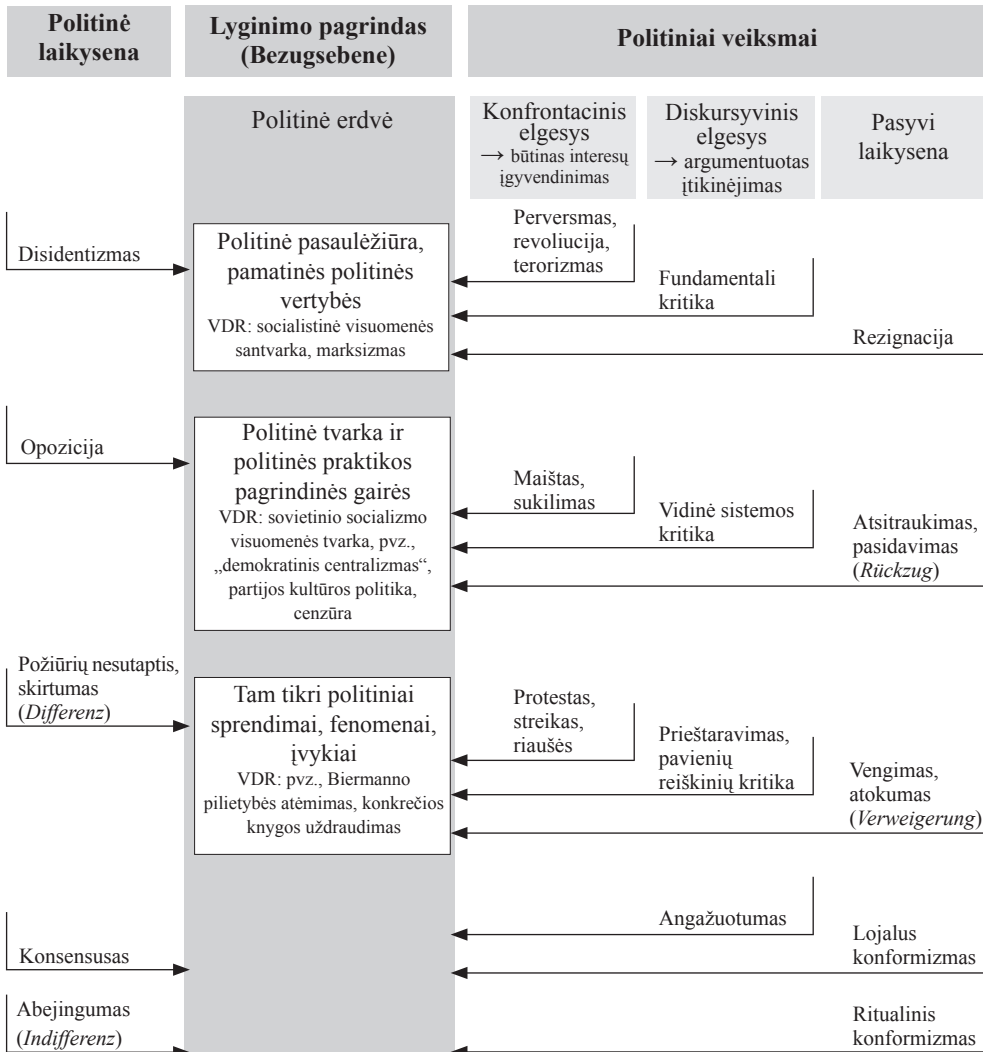 Politinė
laikysena
Lyginimo pagrindas
(Bezugsebene)
Politiniai veiksmai
Politinė erdvė
Konfrontacinis
elgesys
→ būtinas interesų
įgyvendinimas
Diskursyvinis
elgesys
→ argumentuotas
įtikinėjimas
Pasyvi
laikysena
Disidentizmas
Politinė pasaulėžiūra,
pamatinės politinės
vertybės
VDR: socialistinė visuomenės
santvarka, marksizmas
Perversmas,
revoliucija,
terorizmas
Fundamentali
kritika
Rezignacija
Opozicija
Politinė tvarka ir
politinės praktikos
pagrindinės gairės
VDR: sovietinio socializmo
visuomenės tvarka, pvz.,
„demokratinis centralizmas“,
partijos kultūros politika,
cenzūra
Maištas,
sukilimas
Vidinė sistemos
kritika
Atsitraukimas,
pasidavimas
(Rückzug)
Požiūrių nesutaptis,
skirtumas
(Differenz)
Tam tikri politiniai
sprendimai, fenomenai,
įvykiai
VDR: pvz., Biermanno
pilietybės atėmimas, konkrečios
knygos uždraudimas
Protestas,
streikas,
riaušės
Prieštaravimas,
pavienių
reiškinių kritika
Vengimas,
atokumas
(Verweigerung)
Konsensusas
Angažuotumas
Lojalus
konformizmas
Abejingumas
(Indifferenz)
Ritualinis
konformizmas